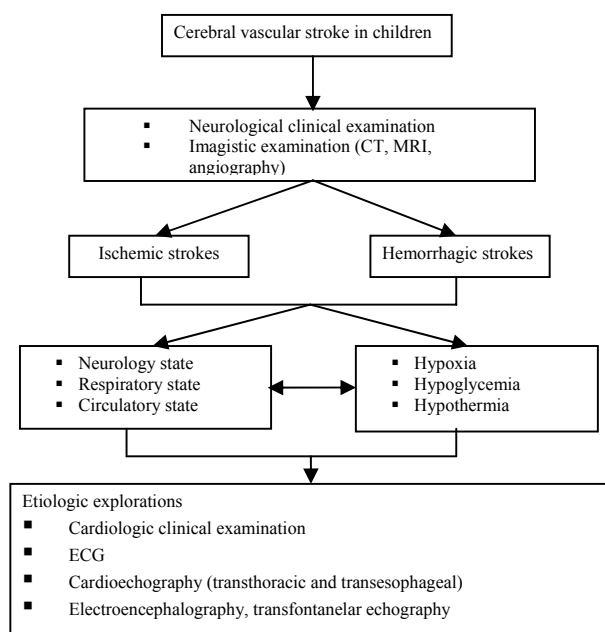 Cerebral vascular stroke in children
▪ Neurological clinical examination
▪ Imagistic examination (CT, MRI,
angiography)
Ischemic strokes
Hemorrhagic strokes
▪ Neurology state
▪ Respiratory state
▪ Circulatory state
▪ Hypoxia
▪ Hypoglycemia
▪ Hypothermia
Etiologic explorations
▪ Cardiologic clinical examination
▪ ECG
▪ Cardioechography (transthoracic and transesophageal)
▪ Electroencephalography, transfontanelar echography